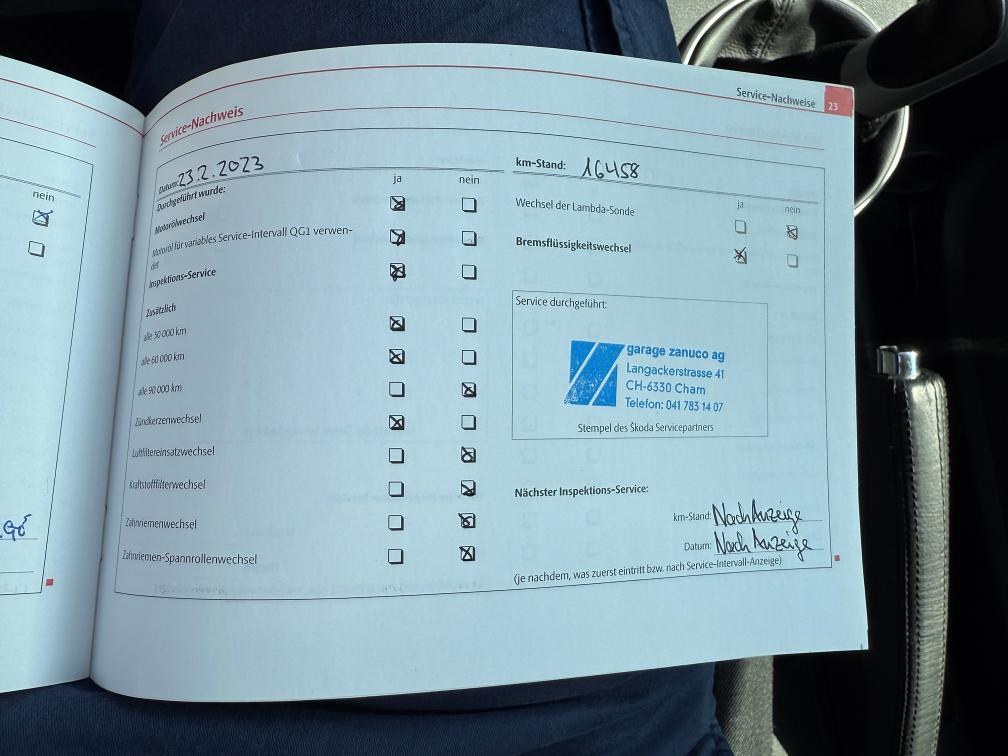 Service-Nachweise 23
Service-Nachweis
Datum: 23.2.2023
Durchgeführt wurde:
ja nein
Motorölwechsel
Motoröl für variables Service-Intervall QG1 verwen-
det
Inspektions-Service
Zusätzlich
alle 30 000 km
alle 60 000 km
alle 90 000 km
Zündkerzenwechsel
Luftfiltereinsatzwechsel
Kraftstofffilterwechsel
Zahnriemenwechsel
Zahnriemen-Spannrollenwechsel
km-Stand: 16458
ja nein
Wechsel der Lambda-Sonde
Bremsflüssigkeitswechsel
Service durchgeführt:
garage zanuco ag
Langackerstrasse 41
CH-6330 Cham
Telefon: 041 783 14 07
Stempel des Škoda Servicepartners
Nächster Inspektions-Service:
km-Stand: Nach Anzeige
Datum: Nach Anzeige
(je nachdem, was zuerst eintritt bzw. nach Service-Intervall-Anzeige)
nein